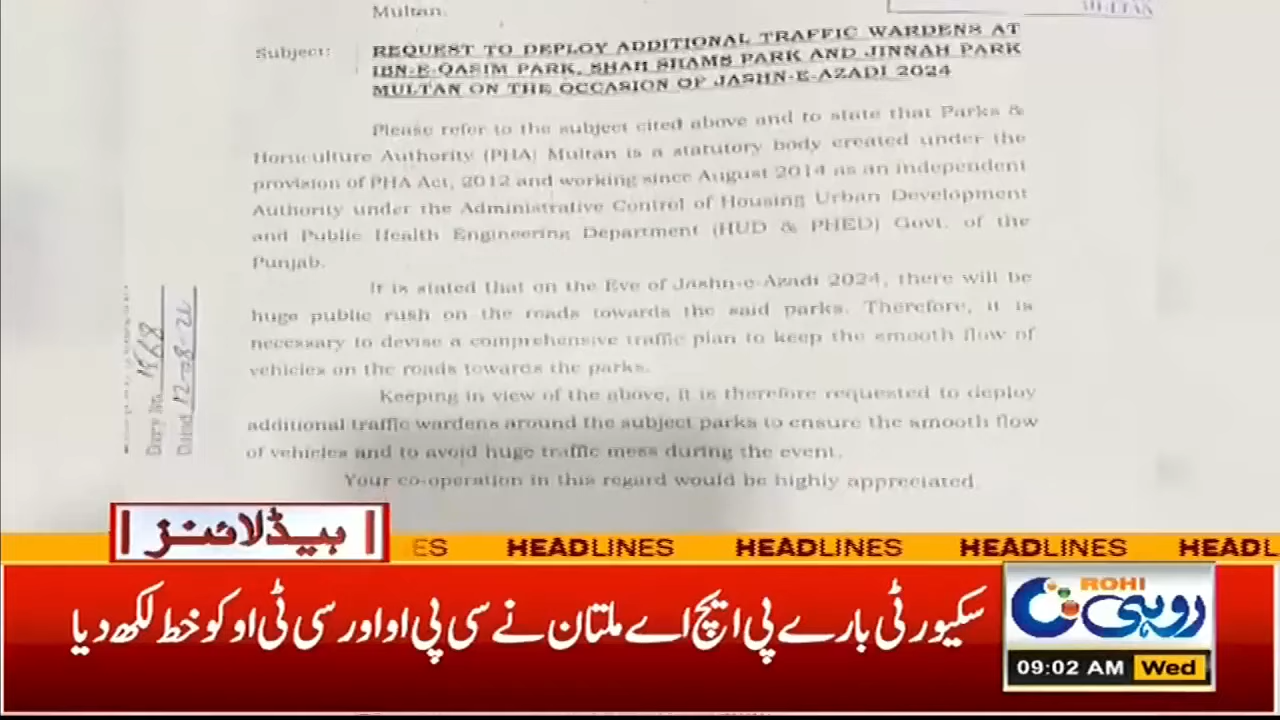 Multan.
MULTAN
Subject: REQUEST TO DEPLOY ADDITIONAL TRAFFIC WARDENS AT
IBN-E-QASIM PARK, SHAH SHAMS PARK AND JINNAH PARK
MULTAN ON THE OCCASION OF JASHN-E-AZADI 2024
Please refer to the subject cited above and to state that Parks &
Horticulture Authority (PHA) Multan is a statutory body created under the
provision of PHA Act, 2012 and working since August 2014 as an independent
Authority under the Administrative Control of Housing Urban Development
and Public Health Engineering Department (HUD & PHED) Govt. of the
Punjab.
It is stated that on the Eve of Jashn-e-Azadi 2024, there will be
huge public rush on the roads towards the said parks. Therefore, it is
necessary to devise a comprehensive traffic plan to keep the smooth flow of
vehicles on the roads towards the parks.
Keeping in view of the above, it is therefore requested to deploy
additional traffic wardens around the subject parks to ensure the smooth flow
of vehicles and to avoid huge traffic mess during the event.
Your co-operation in this regard would be highly appreciated.
Diary No.
Dated
ہیڈلائنز
ES HEADLINES HEADLINES HEADLINES HEADL
سکیورٹی بارے پی ایچ اے ملتان نے سی پی او اور سی ٹی او کو خط لکھ دیا
ROHI
روہی
09:02 AM Wed